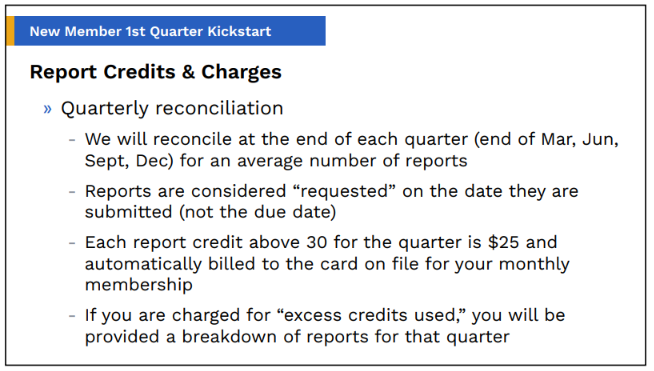 New Member 1st Quarter Kickstart
Report Credits & Charges
» Quarterly reconciliation
- We will reconcile at the end of each quarter (end of Mar, Jun,
Sept, Dec) for an average number of reports
- Reports are considered “requested” on the date they are
submitted (not the due date)
- Each report credit above 30 for the quarter is $25 and
automatically billed to the card on file for your monthly
membership
- If you are charged for “excess credits used,” you will be
provided a breakdown of reports for that quarter